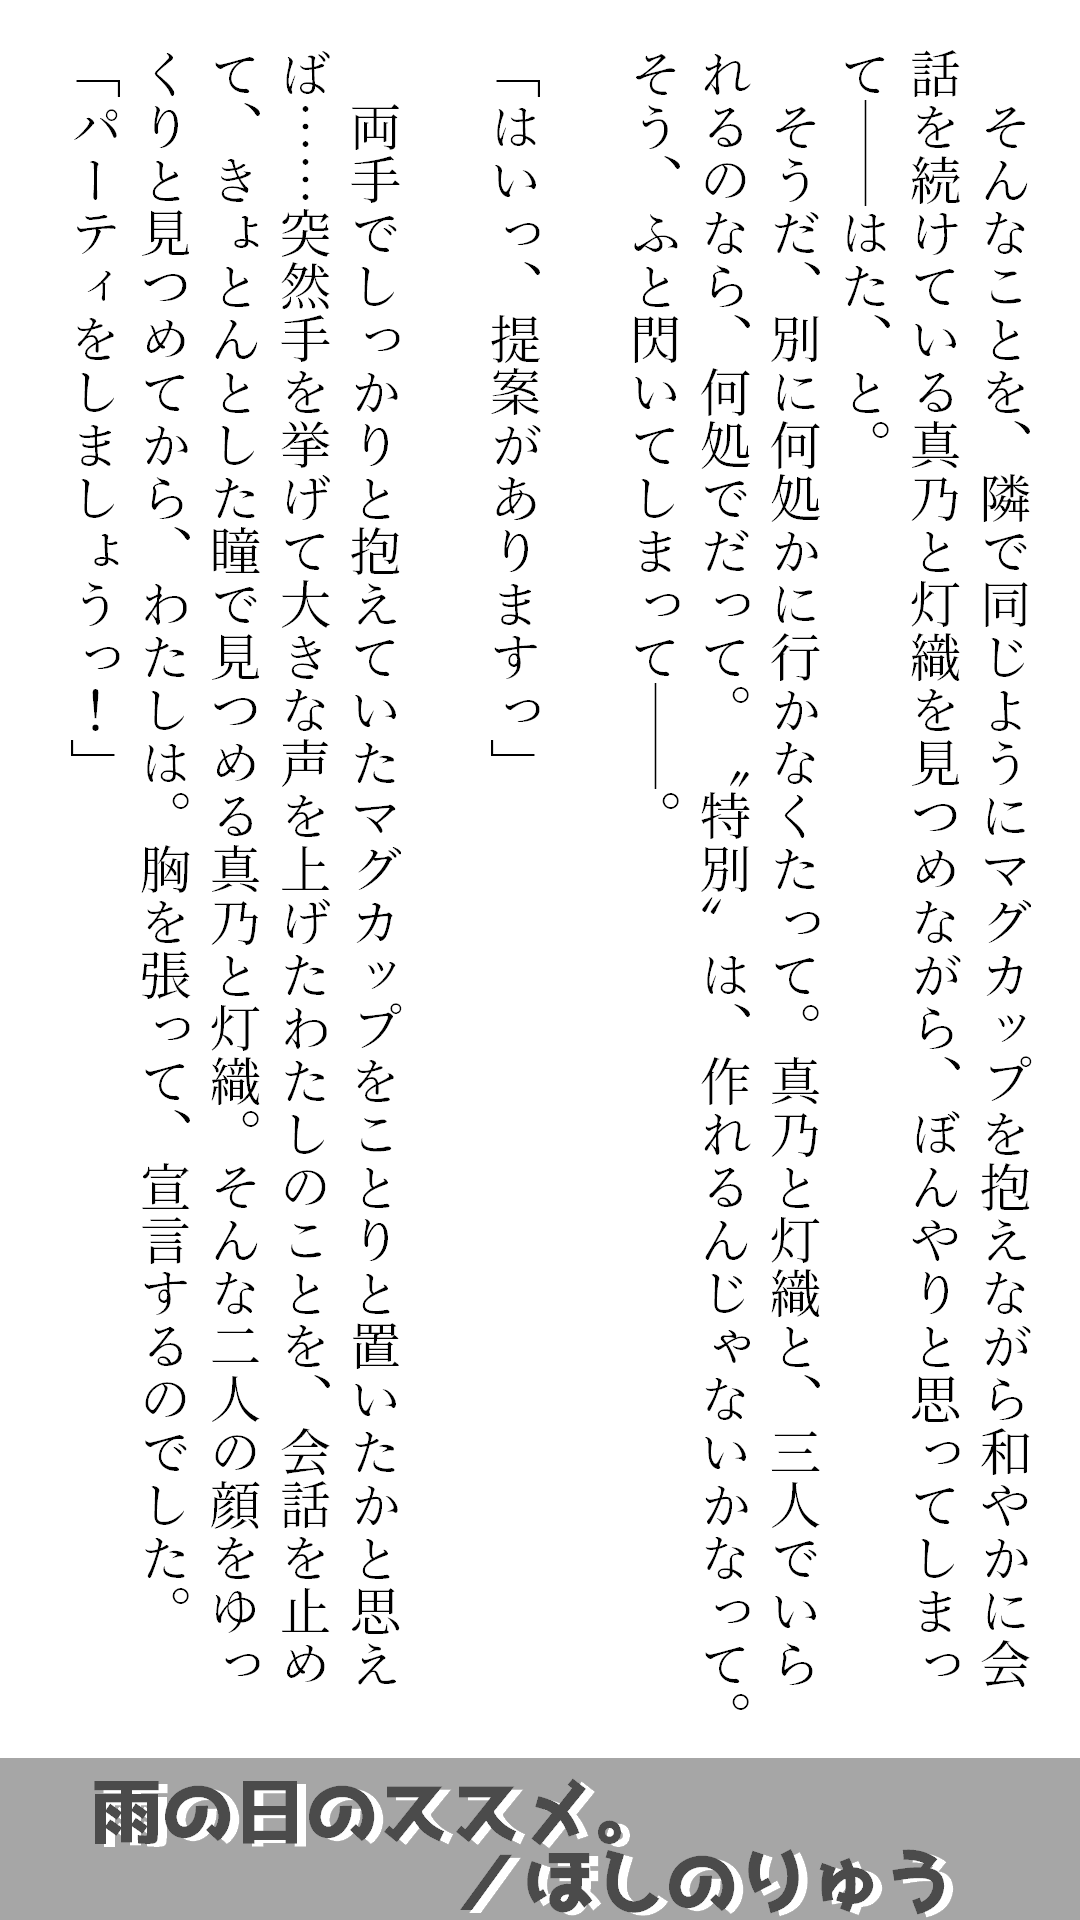 そんなことを、隣で同じようにマグカップを抱えながら和やかに会
話を続けている真乃と灯織を見つめながら、ぼんやりと思ってしまっ
て――はた、と。
　そうだ、別に何処かに行かなくたって。真乃と灯織と、三人でいら
れるのなら、何処でだって。〝特別〟は、作れるんじゃないかなって。
そう、ふと閃いてしまって――。
「はいっ、提案がありますっ」
　両手でしっかりと抱えていたマグカップをことりと置いたかと思え
ば……突然手を挙げて大きな声を上げたわたしのことを、会話を止め
て、きょとんとした瞳で見つめる真乃と灯織。そんな二人の顔をゆっ
くりと見つめてから、わたしは。胸を張って、宣言するのでした。
「パーティをしましょうっ！」
雨の日のススメ。
／ほしのりゅう